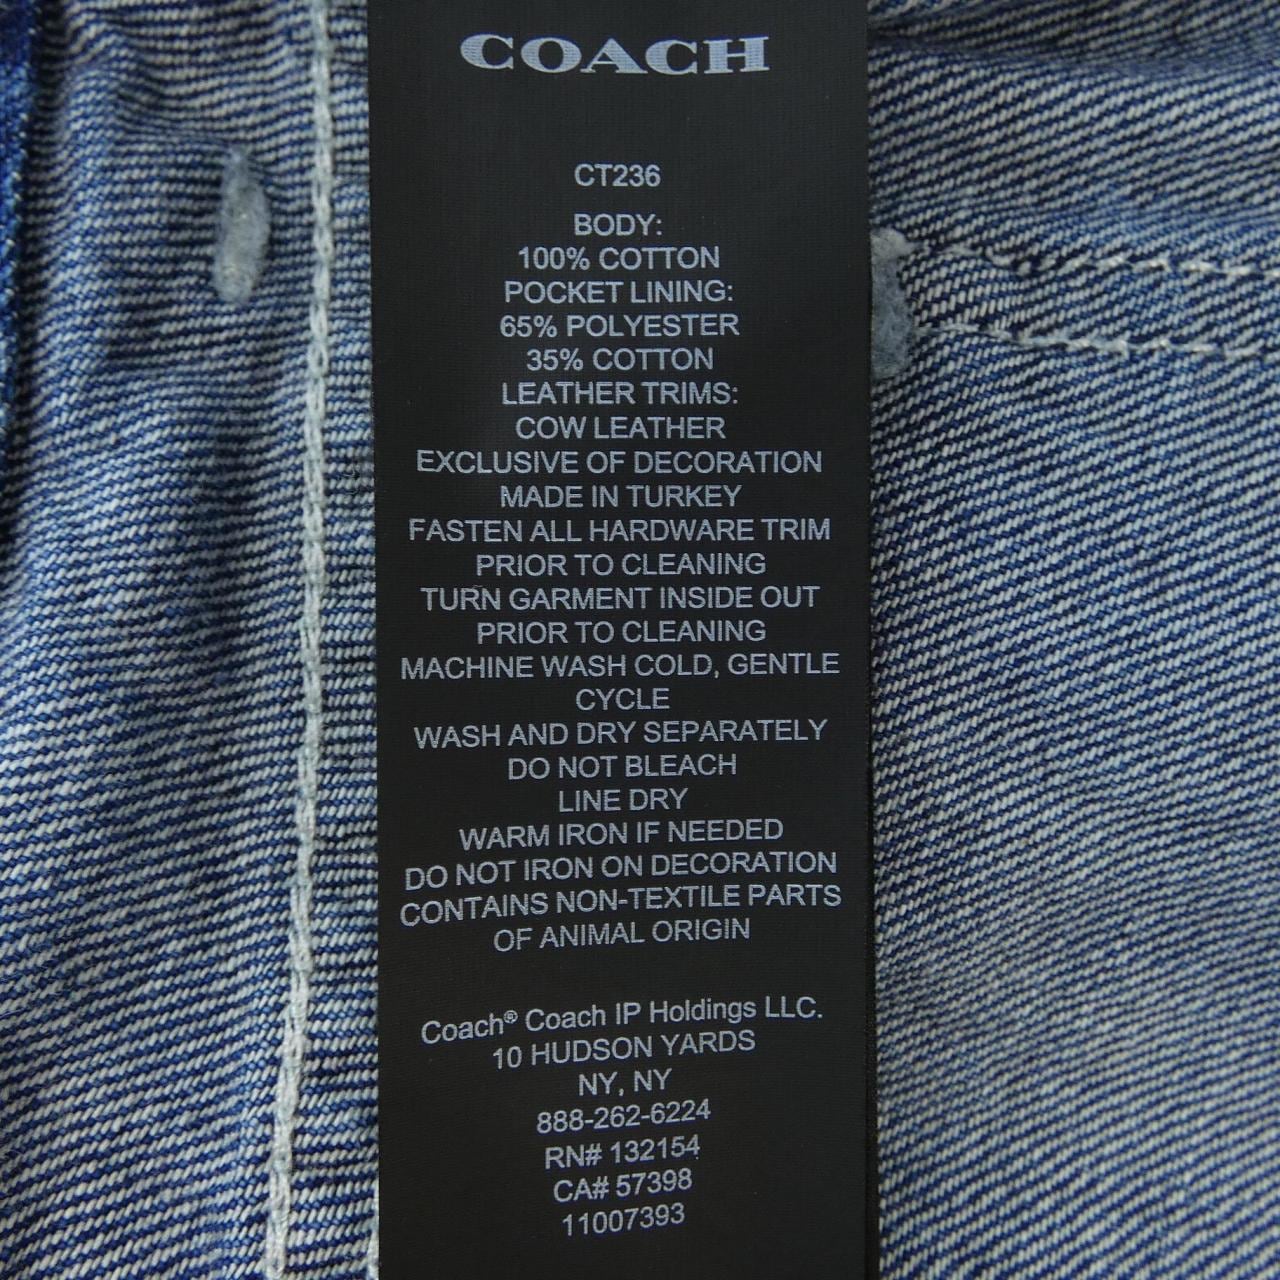 COACH
CT236
BODY:
100% COTTON
POCKET LINING:
65% POLYESTER
35% COTTON
LEATHER TRIMS:
COW LEATHER
EXCLUSIVE OF DECORATION
MADE IN TURKEY
FASTEN ALL HARDWARE TRIM
PRIOR TO CLEANING
TURN GARMENT INSIDE OUT
PRIOR TO CLEANING
MACHINE WASH COLD, GENTLE
CYCLE
WASH AND DRY SEPARATELY
DO NOT BLEACH
LINE DRY
WARM IRON IF NEEDED
DO NOT IRON ON DECORATION
CONTAINS NON-TEXTILE PARTS
OF ANIMAL ORIGIN
Coach® Coach IP Holdings LLC.
10 HUDSON YARDS
NY, NY
888-262-6224
RN# 132154
CA# 57398
11007393